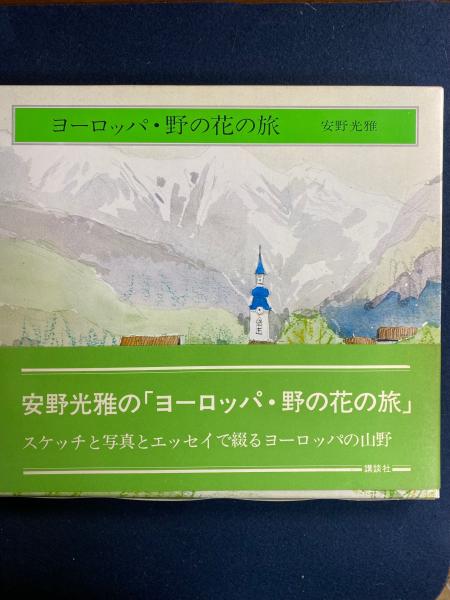 ヨーロッパ・野の花の旅 安野光雅
安野光雅の「ヨーロッパ・野の花の旅」
スケッチと写真とエッセイで綴るヨーロッパの山野
講談社